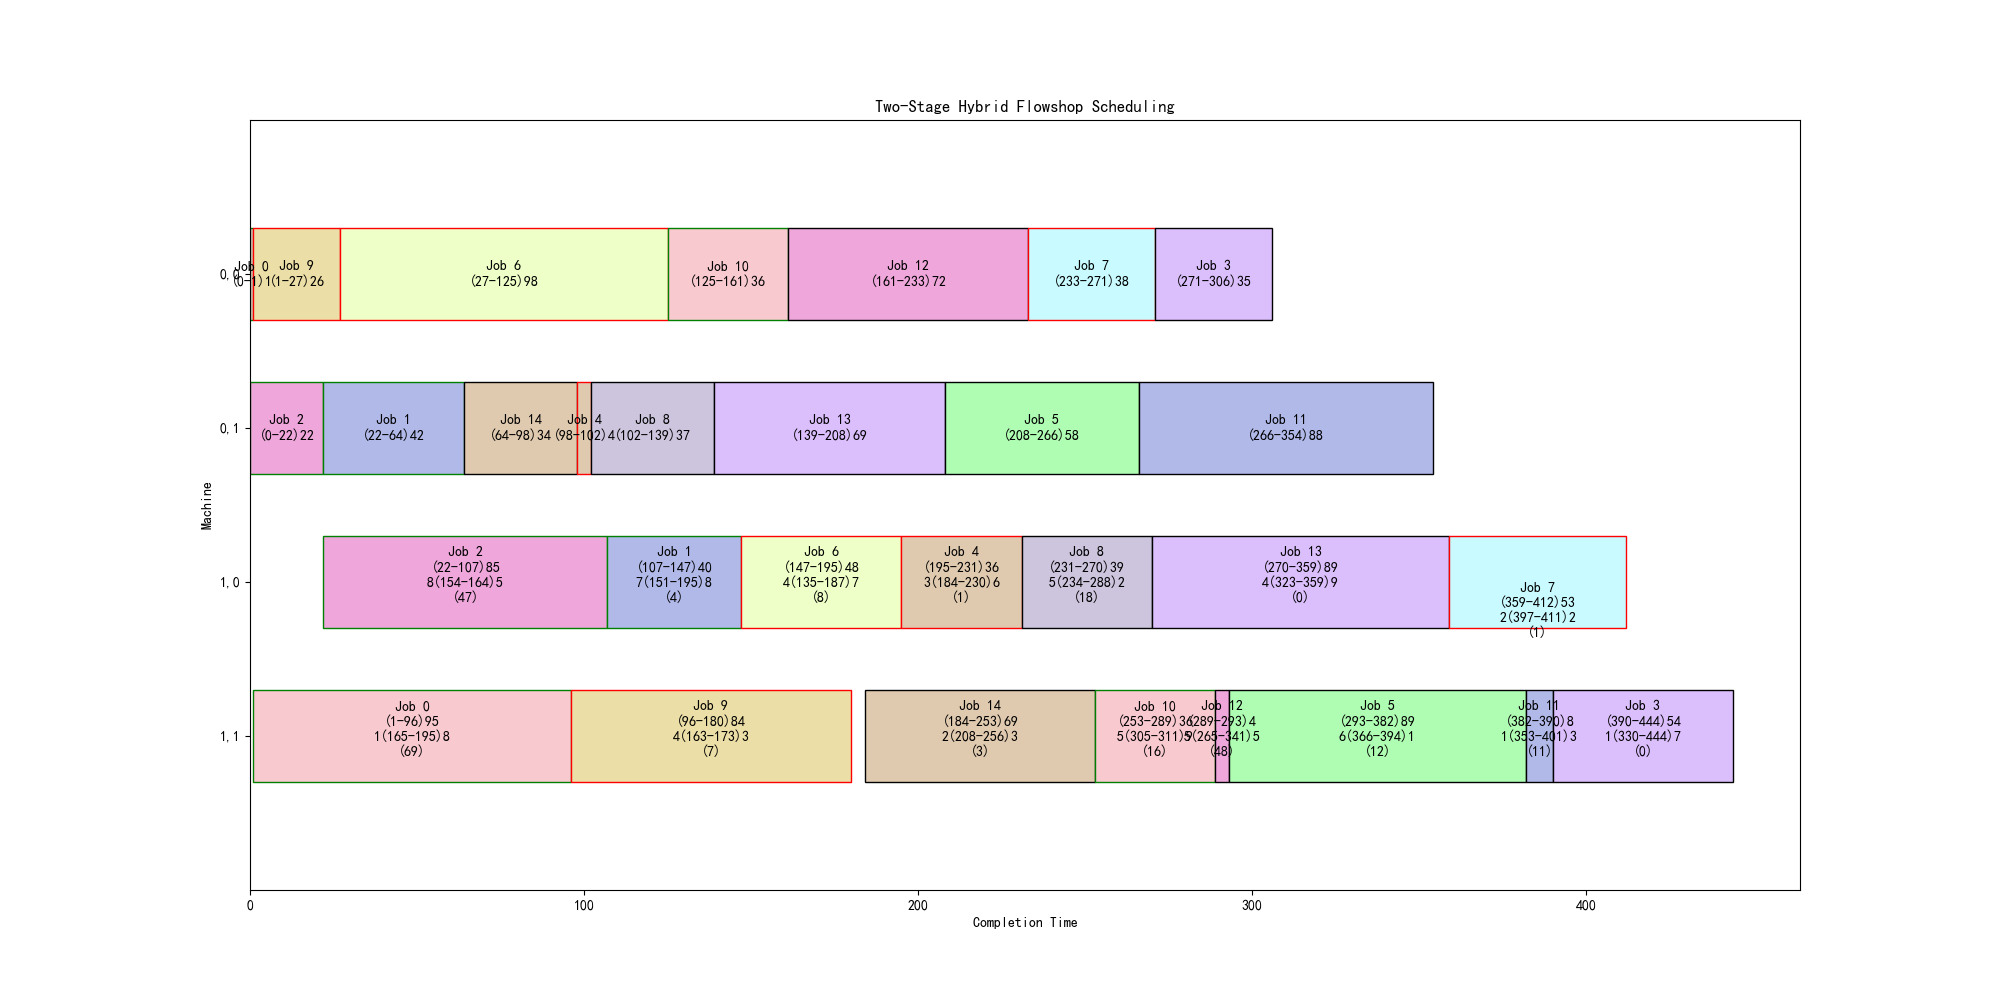 Two-Stage Hybrid Flowshop Scheduling
0,0
Job 0
(0-1)1
Job 9
(1-27)26
Job 6
(27-125)98
Job 10
(125-161)36
Job 12
(161-233)72
Job 7
(233-271)38
Job 3
(271-306)35
0,1
Job 2
(0-22)22
Job 1
(22-64)42
Job 14
(64-98)34
Job 4
(98-102)4
Job 8
(102-139)37
Job 13
(139-208)69
Job 5
(208-266)58
Job 11
(266-354)88
Machine
1,0
Job 2
(22-107)85
8(154-164)5
(47)
Job 1
(107-147)40
7(151-195)8
(4)
Job 6
(147-195)48
4(135-187)7
(8)
Job 4
(195-231)36
3(184-230)6
(1)
Job 8
(231-270)39
5(234-288)2
(18)
Job 13
(270-359)89
4(323-359)9
(0)
Job 7
(359-412)53
2(397-411)2
(1)
1,1
Job 0
(1-96)95
1(165-195)8
(69)
Job 9
(96-180)84
4(163-173)3
(7)
Job 14
(184-253)69
2(208-256)3
(3)
Job 10
(253-289)36
5(305-311)5
(16)
Job 12
(289-293)4
9(265-341)5
(48)
Job 5
(293-382)89
6(366-394)1
(12)
Job 11
(382-390)8
1(353-401)3
(11)
Job 3
(390-444)54
1(330-444)7
(0)
0
100
200
300
400
Completion Time